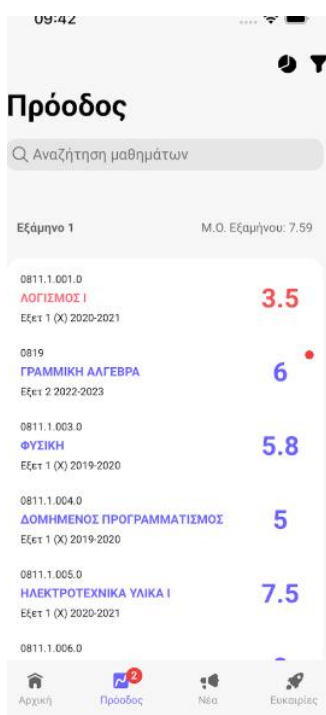 09:42
Πρόοδος
Αναζήτηση μαθημάτων
Εξάμηνο 1 Μ.Ο. Εξαμήνου: 7.59
0811.1.001.0
ΛΟΓΙΣΜΟΣ Ι 3.5
Εξετ 1 (Χ) 2020-2021
0819
ΓΡΑΜΜΙΚΗ ΑΛΓΕΒΡΑ 6
Εξετ 2 2022-2023
0811.1.003.0
ΦΥΣΙΚΗ 5.8
Εξετ 1 (Χ) 2019-2020
0811.1.004.0
ΔΟΜΗΜΕΝΟΣ ΠΡΟΓΡΑΜΜΑΤΙΣΜΟΣ 5
Εξετ 1 (Χ) 2019-2020
0811.1.005.0
ΗΛΕΚΤΡΟΤΕΧΝΙΚΑ ΥΛΙΚΑ Ι 7.5
Εξετ 1 (Χ) 2020-2021
0811.1.006.0
2
Αρχική Πρόοδος Νέα Ευκαιρίες